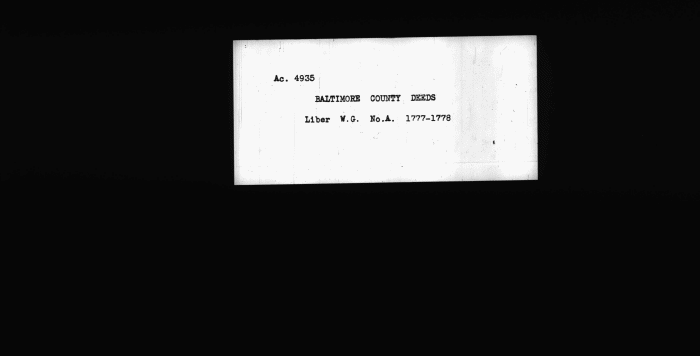 Ac. 4935
BALTIMORE COUNTY DEEDS
Liber W.G. No.A. 1777-1778